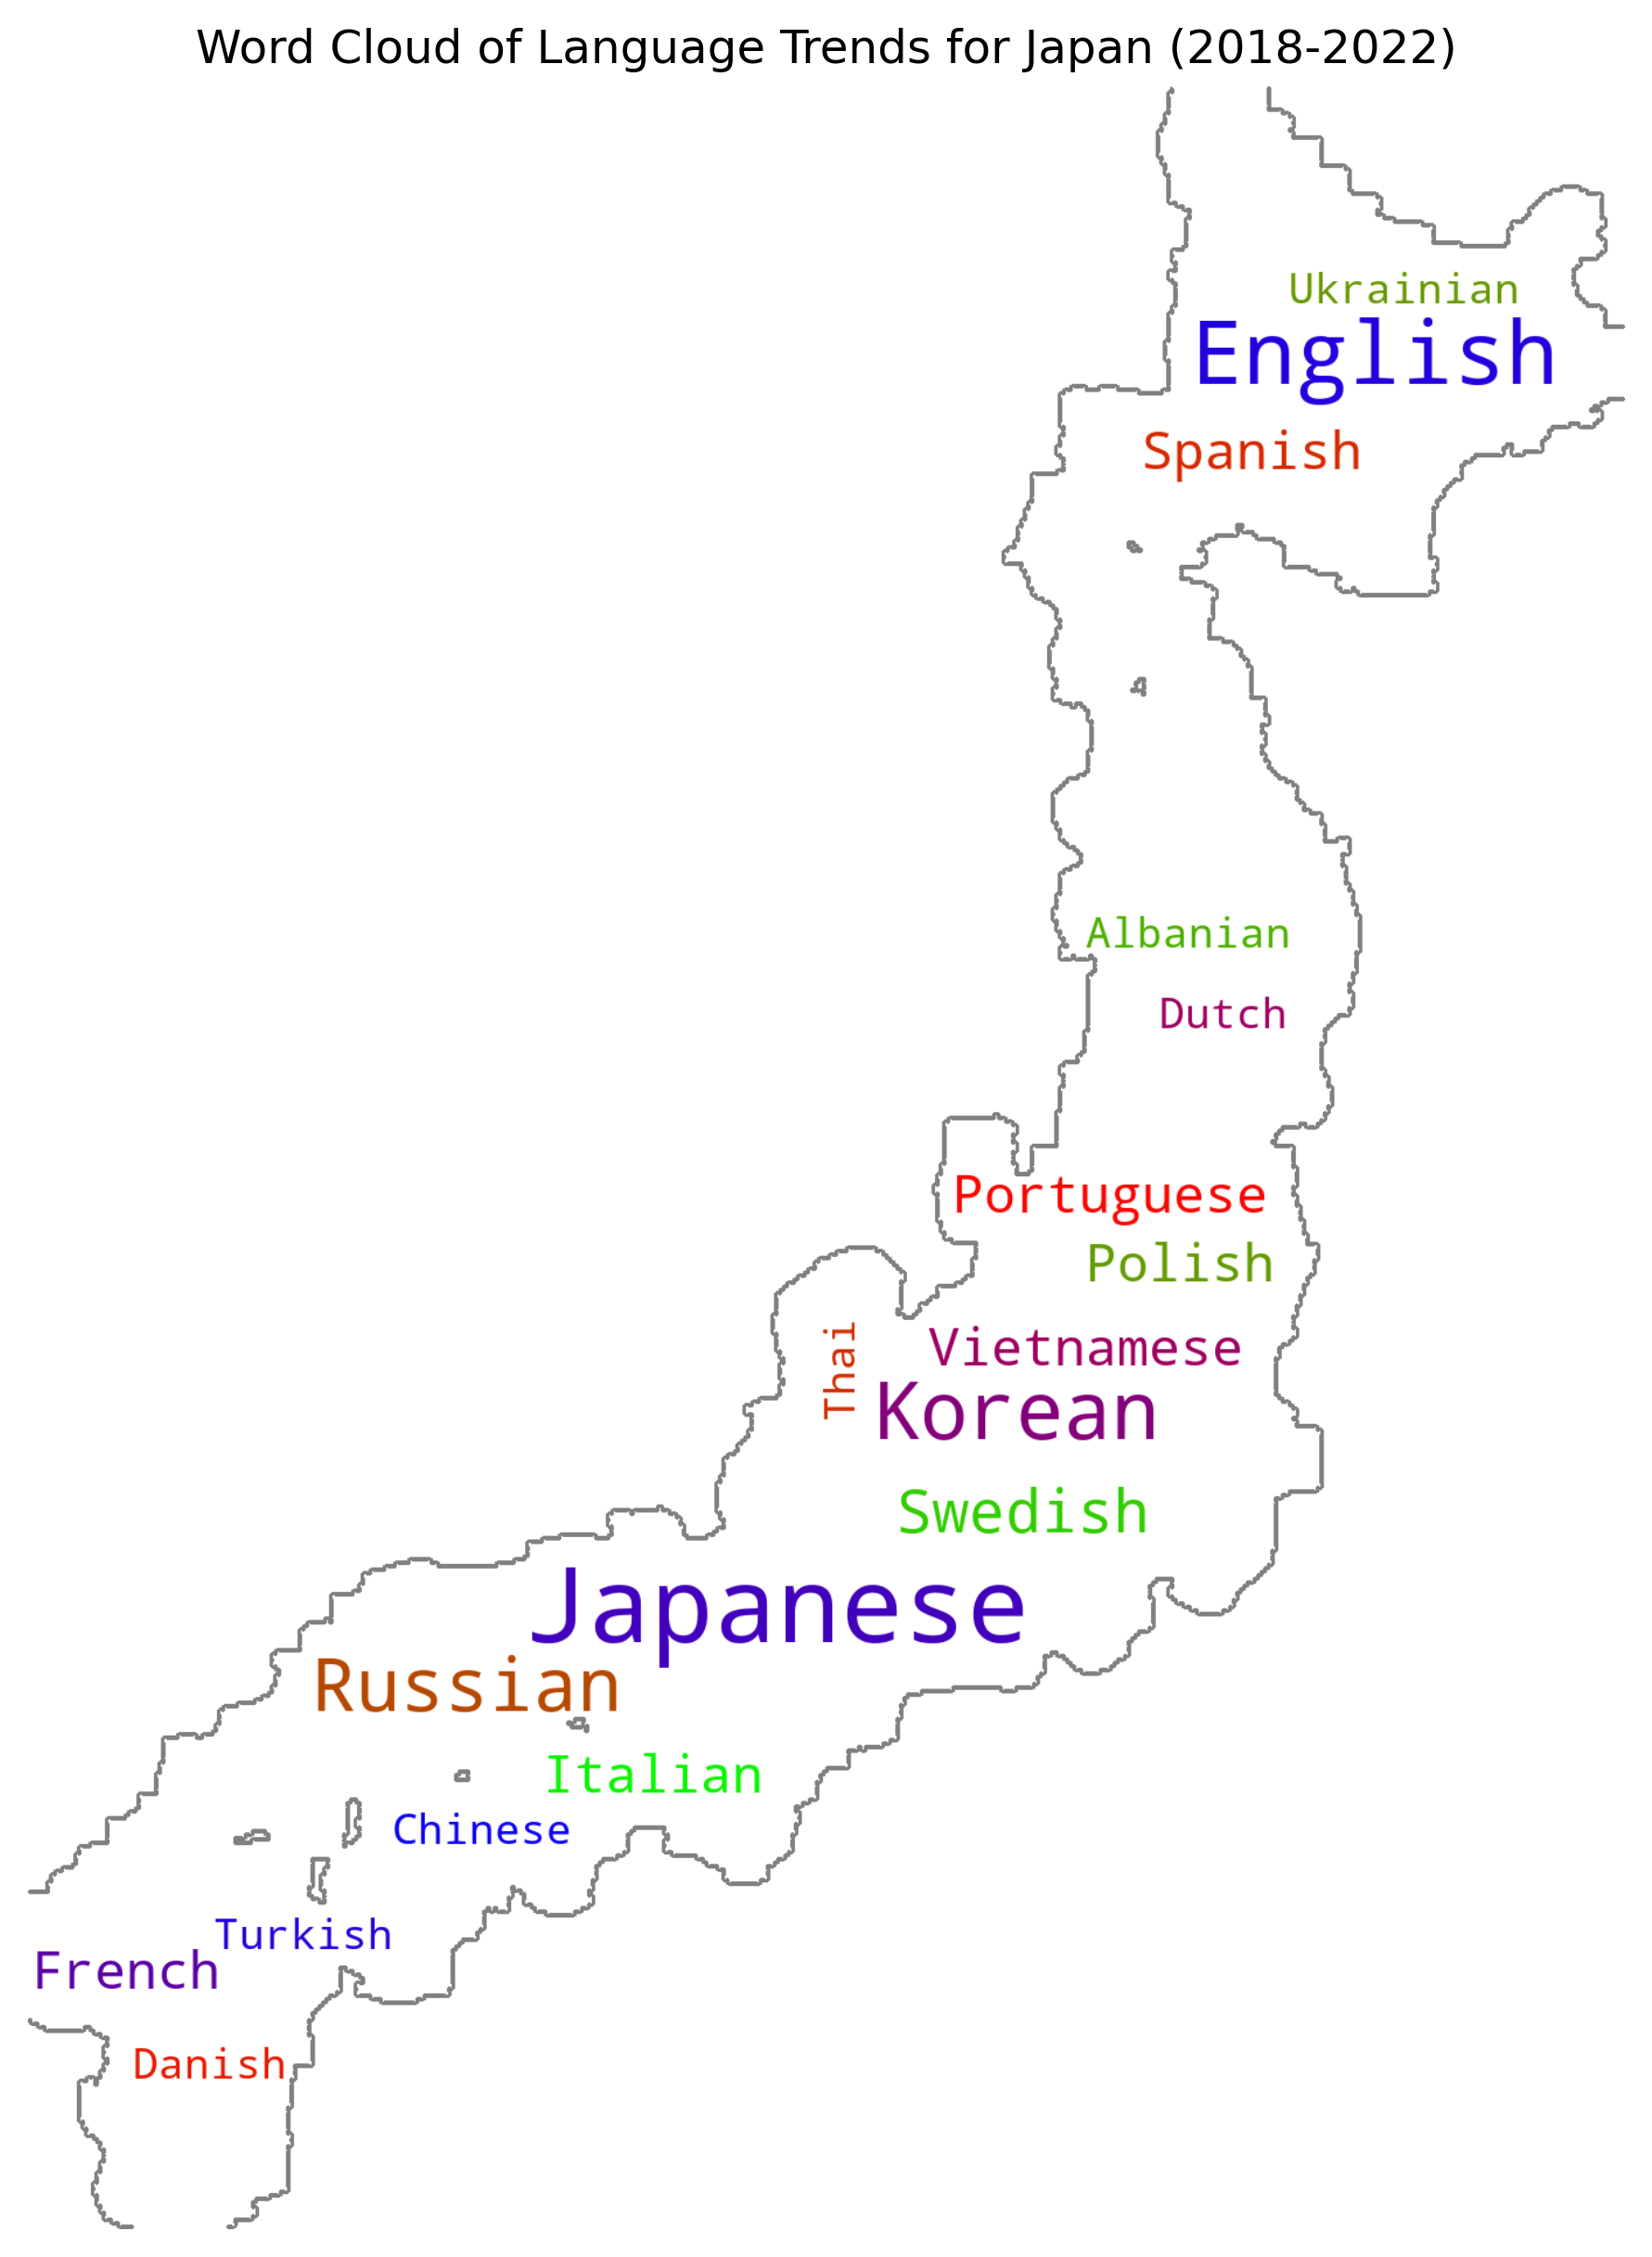 Word Cloud of Language Trends for Japan (2018-2022)
Ukrainian
English
Spanish
Albanian
Dutch
Portuguese
Polish
Vietnamese
Thai
Korean
Swedish
Japanese
Russian
Italian
Chinese
Turkish
French
Danish